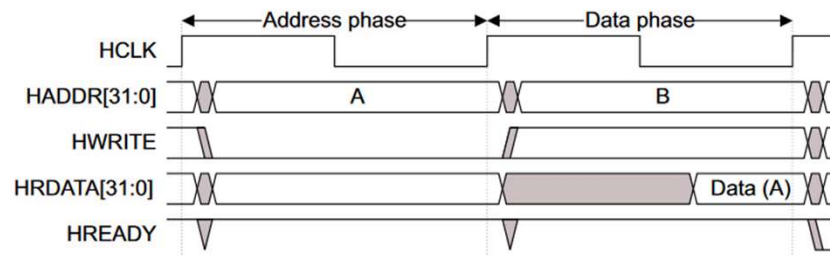 Address phase Data phase
HCLK
HADDR[31:0] A B
HWRITE
HRDATA[31:0] Data (A)
HREADY